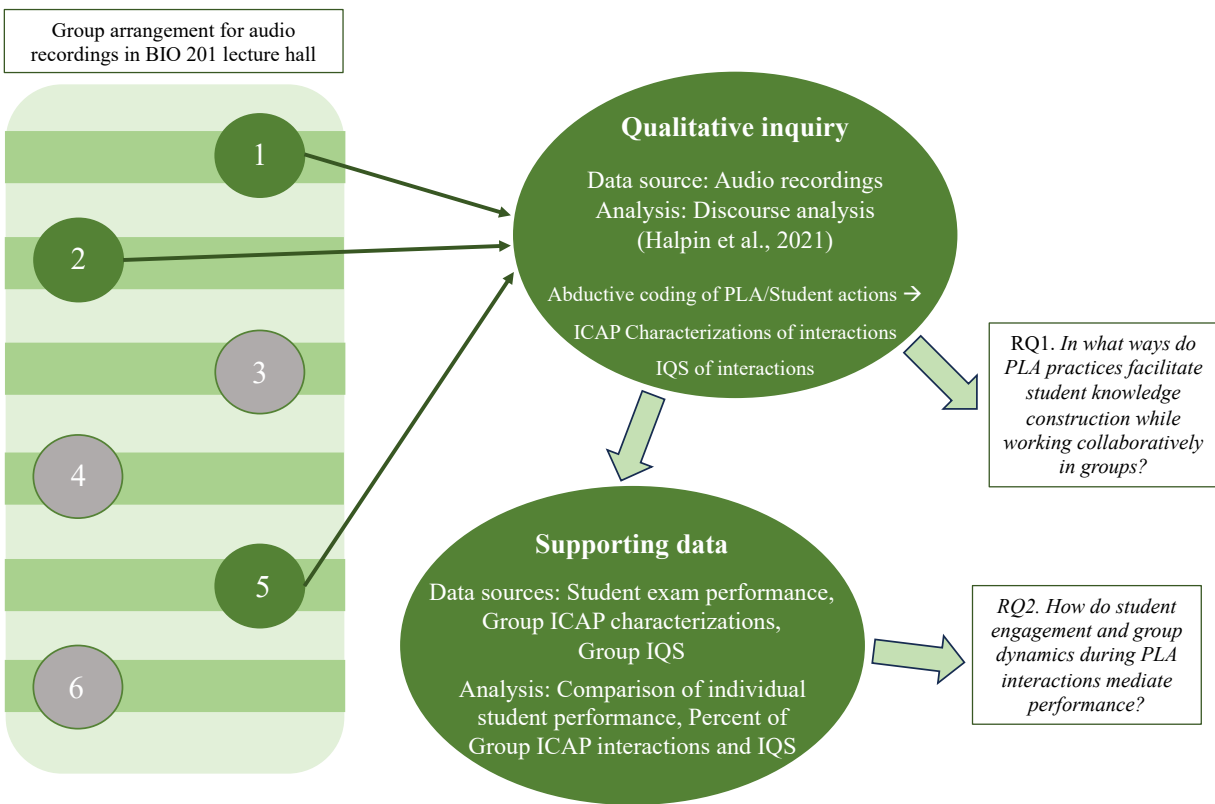 Group arrangement for audio
recordings in BIO 201 lecture hall
1
2
3
4
5
6
Qualitative inquiry
Data source: Audio recordings
Analysis: Discourse analysis
(Halpin et al., 2021)
Abductive coding of PLA/Student actions →
ICAP Characterizations of interactions
IQS of interactions
RQ1. In what ways do
PLA practices facilitate
student knowledge
construction while
working collaboratively
in groups?
Supporting data
Data sources: Student exam performance,
Group ICAP characterizations,
Group IQS
Analysis: Comparison of individual
student performance, Percent of
Group ICAP interactions and IQS
RQ2. How do student
engagement and group
dynamics during PLA
interactions mediate
performance?